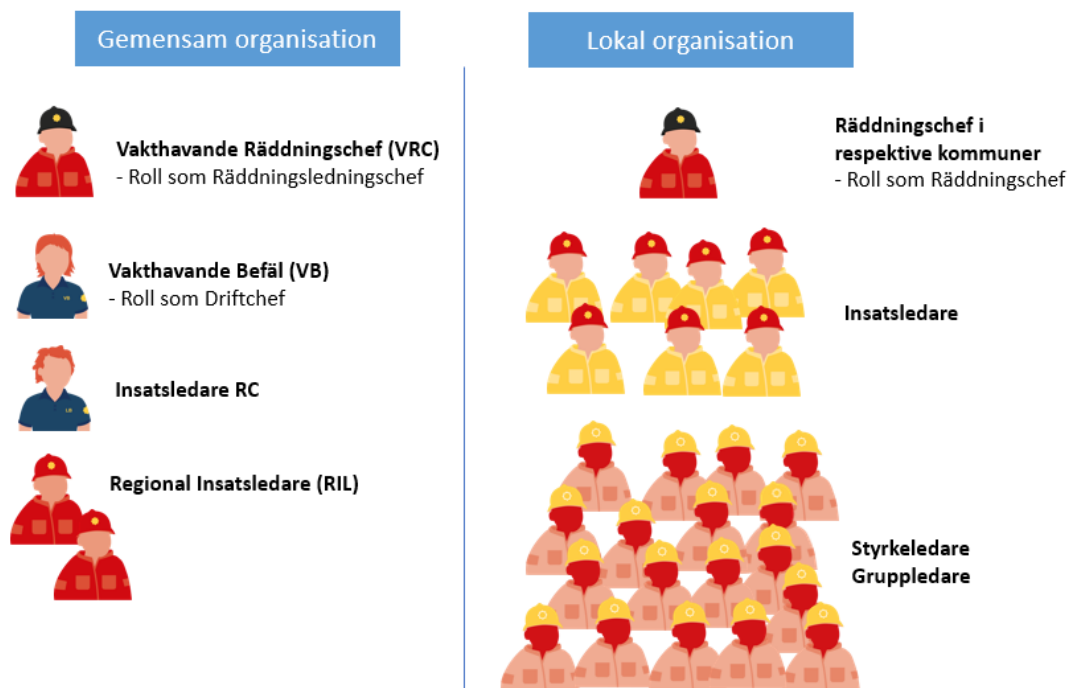 Gemensam organisation
Vakthavande Räddningschef (VRC)
- Roll som Räddningsledningschef
Vakthavande Befäl (VB)
- Roll som Driftchef
Insatsledare RC
Regional Insatsledare (RIL)
Lokal organisation
Räddningschef i
respektive kommuner
- Roll som Räddningschef
Insatsledare
Styrkeledare
Gruppledare
VB